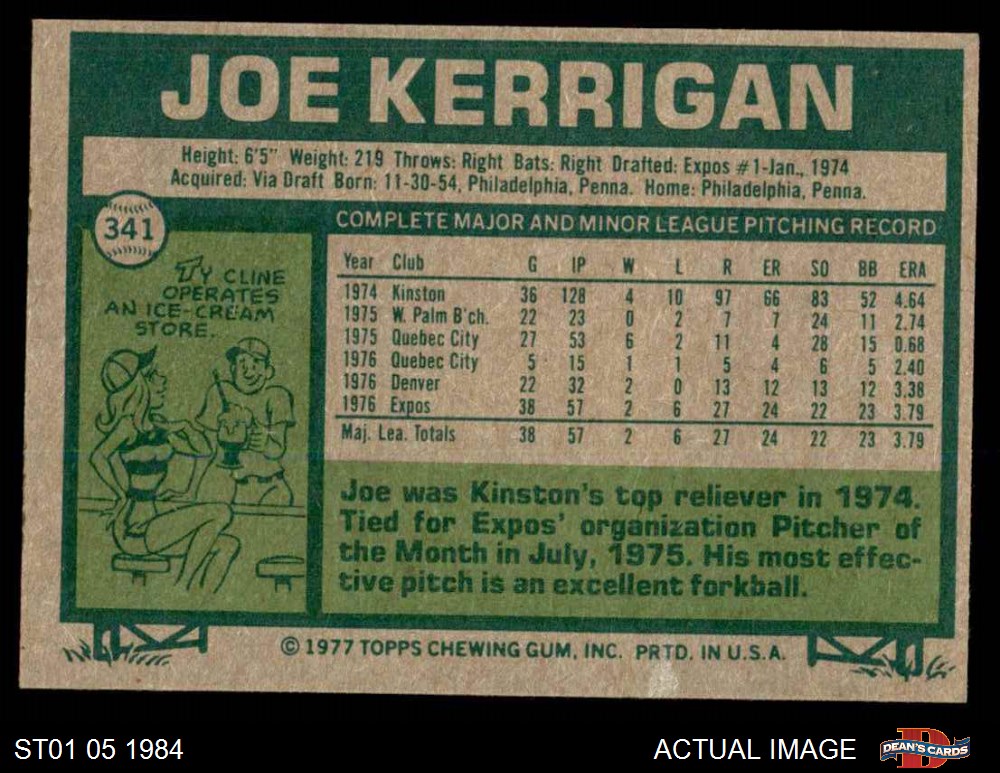 JOE KERRIGAN
Height: 6'5" Weight: 219 Throws: Right Bats: Right Drafted: Expos #1-Jan., 1974
Acquired: Via Draft Born: 11-30-54, Philadelphia, Penna. Home: Philadelphia, Penna.
341
TY CLINE
OPERATES
AN ICE-CREAM
STORE.
COMPLETE MAJOR AND MINOR LEAGUE PITCHING RECORD
Year Club G IP W L R ER SO BB ERA
1974 Kinston 36 128 4 10 97 66 83 52 4.64
1975 W. Palm B'ch. 22 23 0 2 7 7 24 11 2.74
1975 Quebec City 27 53 6 2 11 4 28 15 0.68
1976 Quebec City 5 15 1 1 5 4 6 5 2.40
1976 Denver 22 32 2 0 13 12 13 12 3.38
1976 Expos 38 57 2 6 27 24 22 23 3.79
Maj. Lea. Totals 38 57 2 6 27 24 22 23 3.79
Joe was Kinston's top reliever in 1974.
Tied for Expos' organization Pitcher of
the Month in July, 1975. His most effec-
tive pitch is an excellent forkball.
© 1977 TOPPS CHEWING GUM, INC. PRTD. IN U.S.A.
ST01 05 1984
ACTUAL IMAGE
D
DEAN'S CARDS